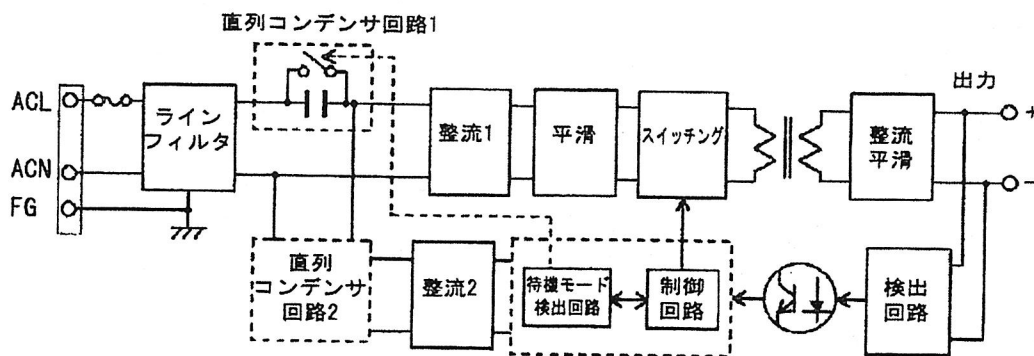 直列コンデンサ回路1
ACL
ACN
FG
ライン
フィルタ
整流1
平滑
スイッチング
整流
平滑
出力
+
-
直列
コンデンサ
回路2
整流2
待機モード
検出回路
制御
回路
検出
回路